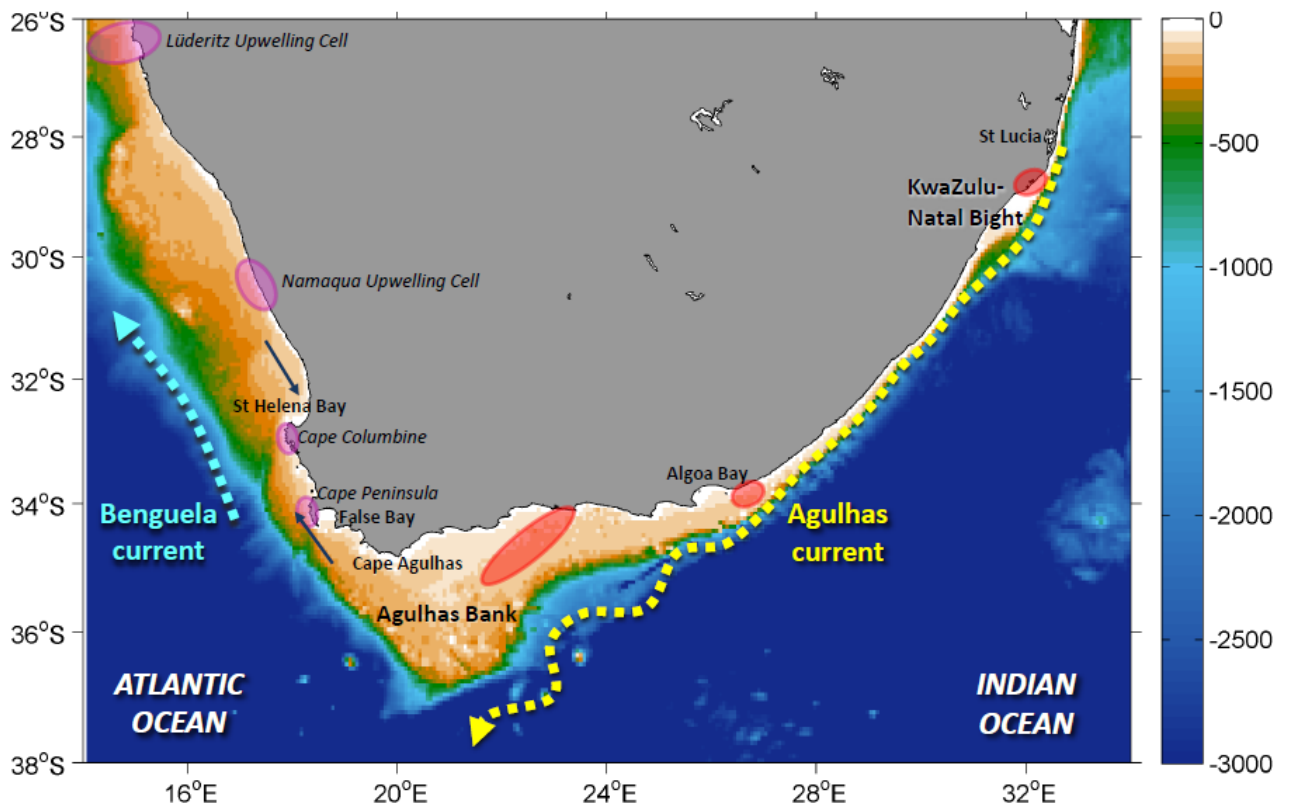 26°S
28°S
30°S
32°S
34°S
36°S
38°S
16°E
20°E
24°E
28°E
32°E
Lüderitz Upwelling Cell
St Lucia
KwaZulu-
Natal Bight
Namaqua Upwelling Cell
St Helena Bay
Cape Columbine
Algoa Bay
Cape Peninsula
False Bay
Benguela
current
Agulhas
current
Cape Agulhas
Agulhas Bank
ATLANTIC
OCEAN
INDIAN
OCEAN
0
-500
-1000
-1500
-2000
-2500
-3000